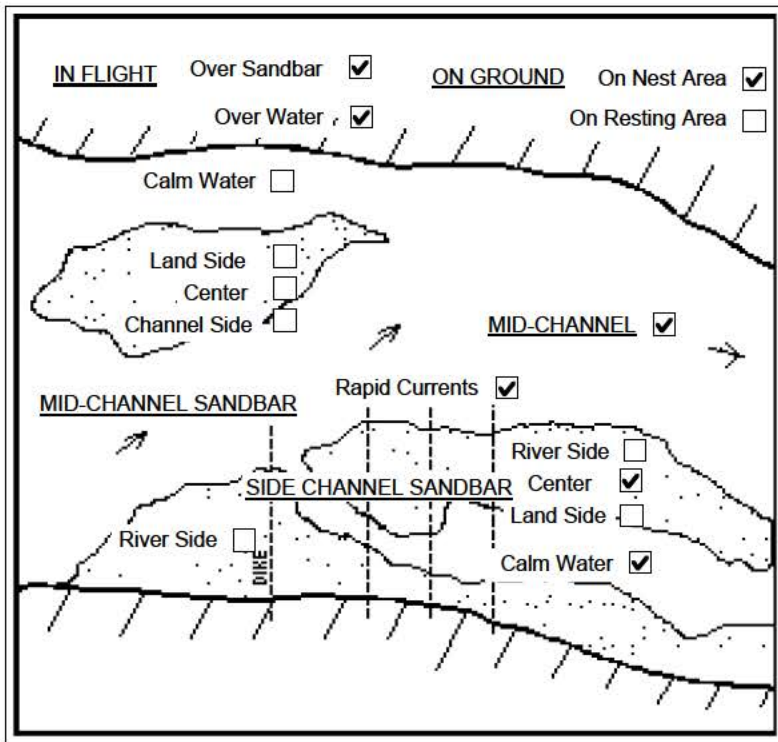 IN FLIGHT
Over Sandbar
ON GROUND
On Nest Area
Over Water
On Resting Area
Calm Water
Land Side
Center
Channel Side
MID-CHANNEL
Rapid Currents
MID-CHANNEL SANDBAR
River Side
SIDE CHANNEL SANDBAR
Center
Land Side
River Side
DIKE
Calm Water